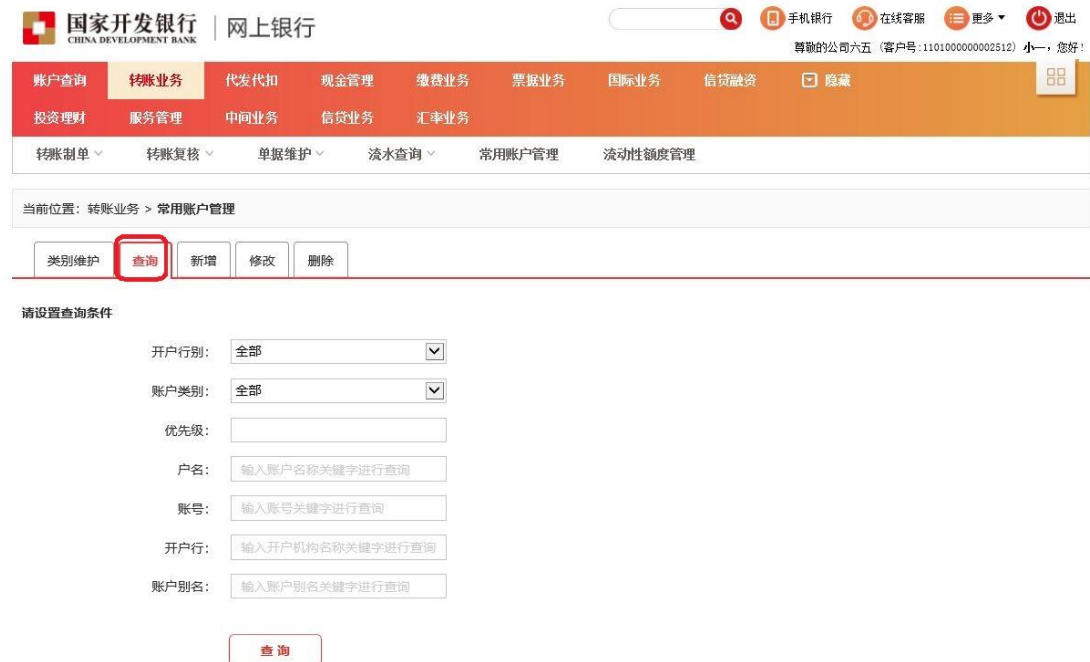 国家开发银行
CHINA DEVELOPMENT BANK
网上银行
手机银行 在线客服 更多 退出
尊敬的公司六五（客户号:1101000000002512）小一，您好！
账户查询 转账业务 代发代扣 现金管理 缴费业务 票据业务 国际业务 信贷融资 隐藏
投资理财 服务管理 中间业务 信贷业务 汇率业务
转账制单 转账复核 单据维护 流水查询 常用账户管理 流动性额度管理
当前位置：转账业务 > 常用账户管理
类别维护 查询 新增 修改 删除
请设置查询条件
开户行别： 全部
账户类别： 全部
优先级：
户名： 输入账户名称关键字进行查询
账号： 输入账号关键字进行查询
开户行： 输入开户机构名称关键字进行查询
账户别名： 输入账户别名关键字进行查询
查 询